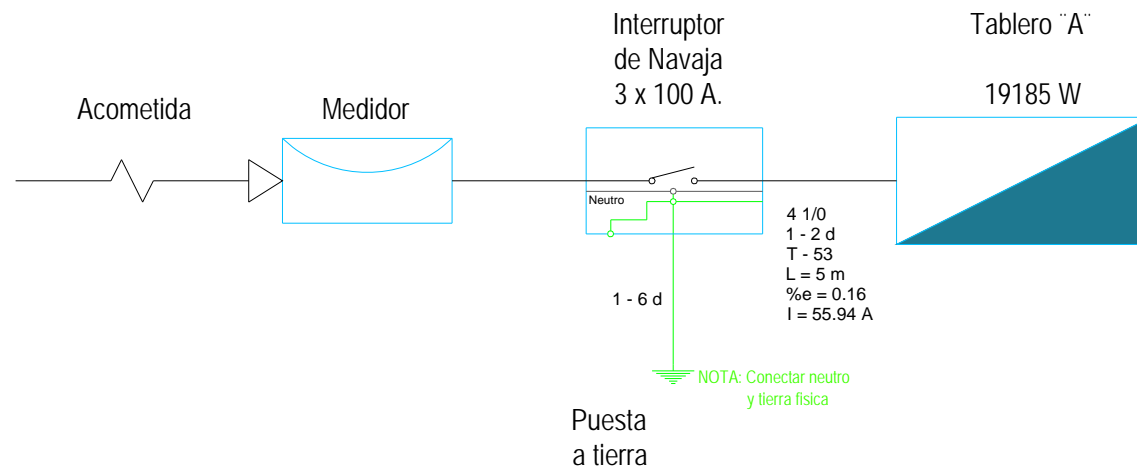 Acometida
Medidor
Interruptor
de Navaja
3 x 100 A.
Tablero ¨A¨
19185 W
Neutro
4 1/0
1 - 2 d
T - 53
L = 5 m
%e = 0.16
I = 55.94 A
1 - 6 d
NOTA: Conectar neutro
y tierra fisica
Puesta
a tierra